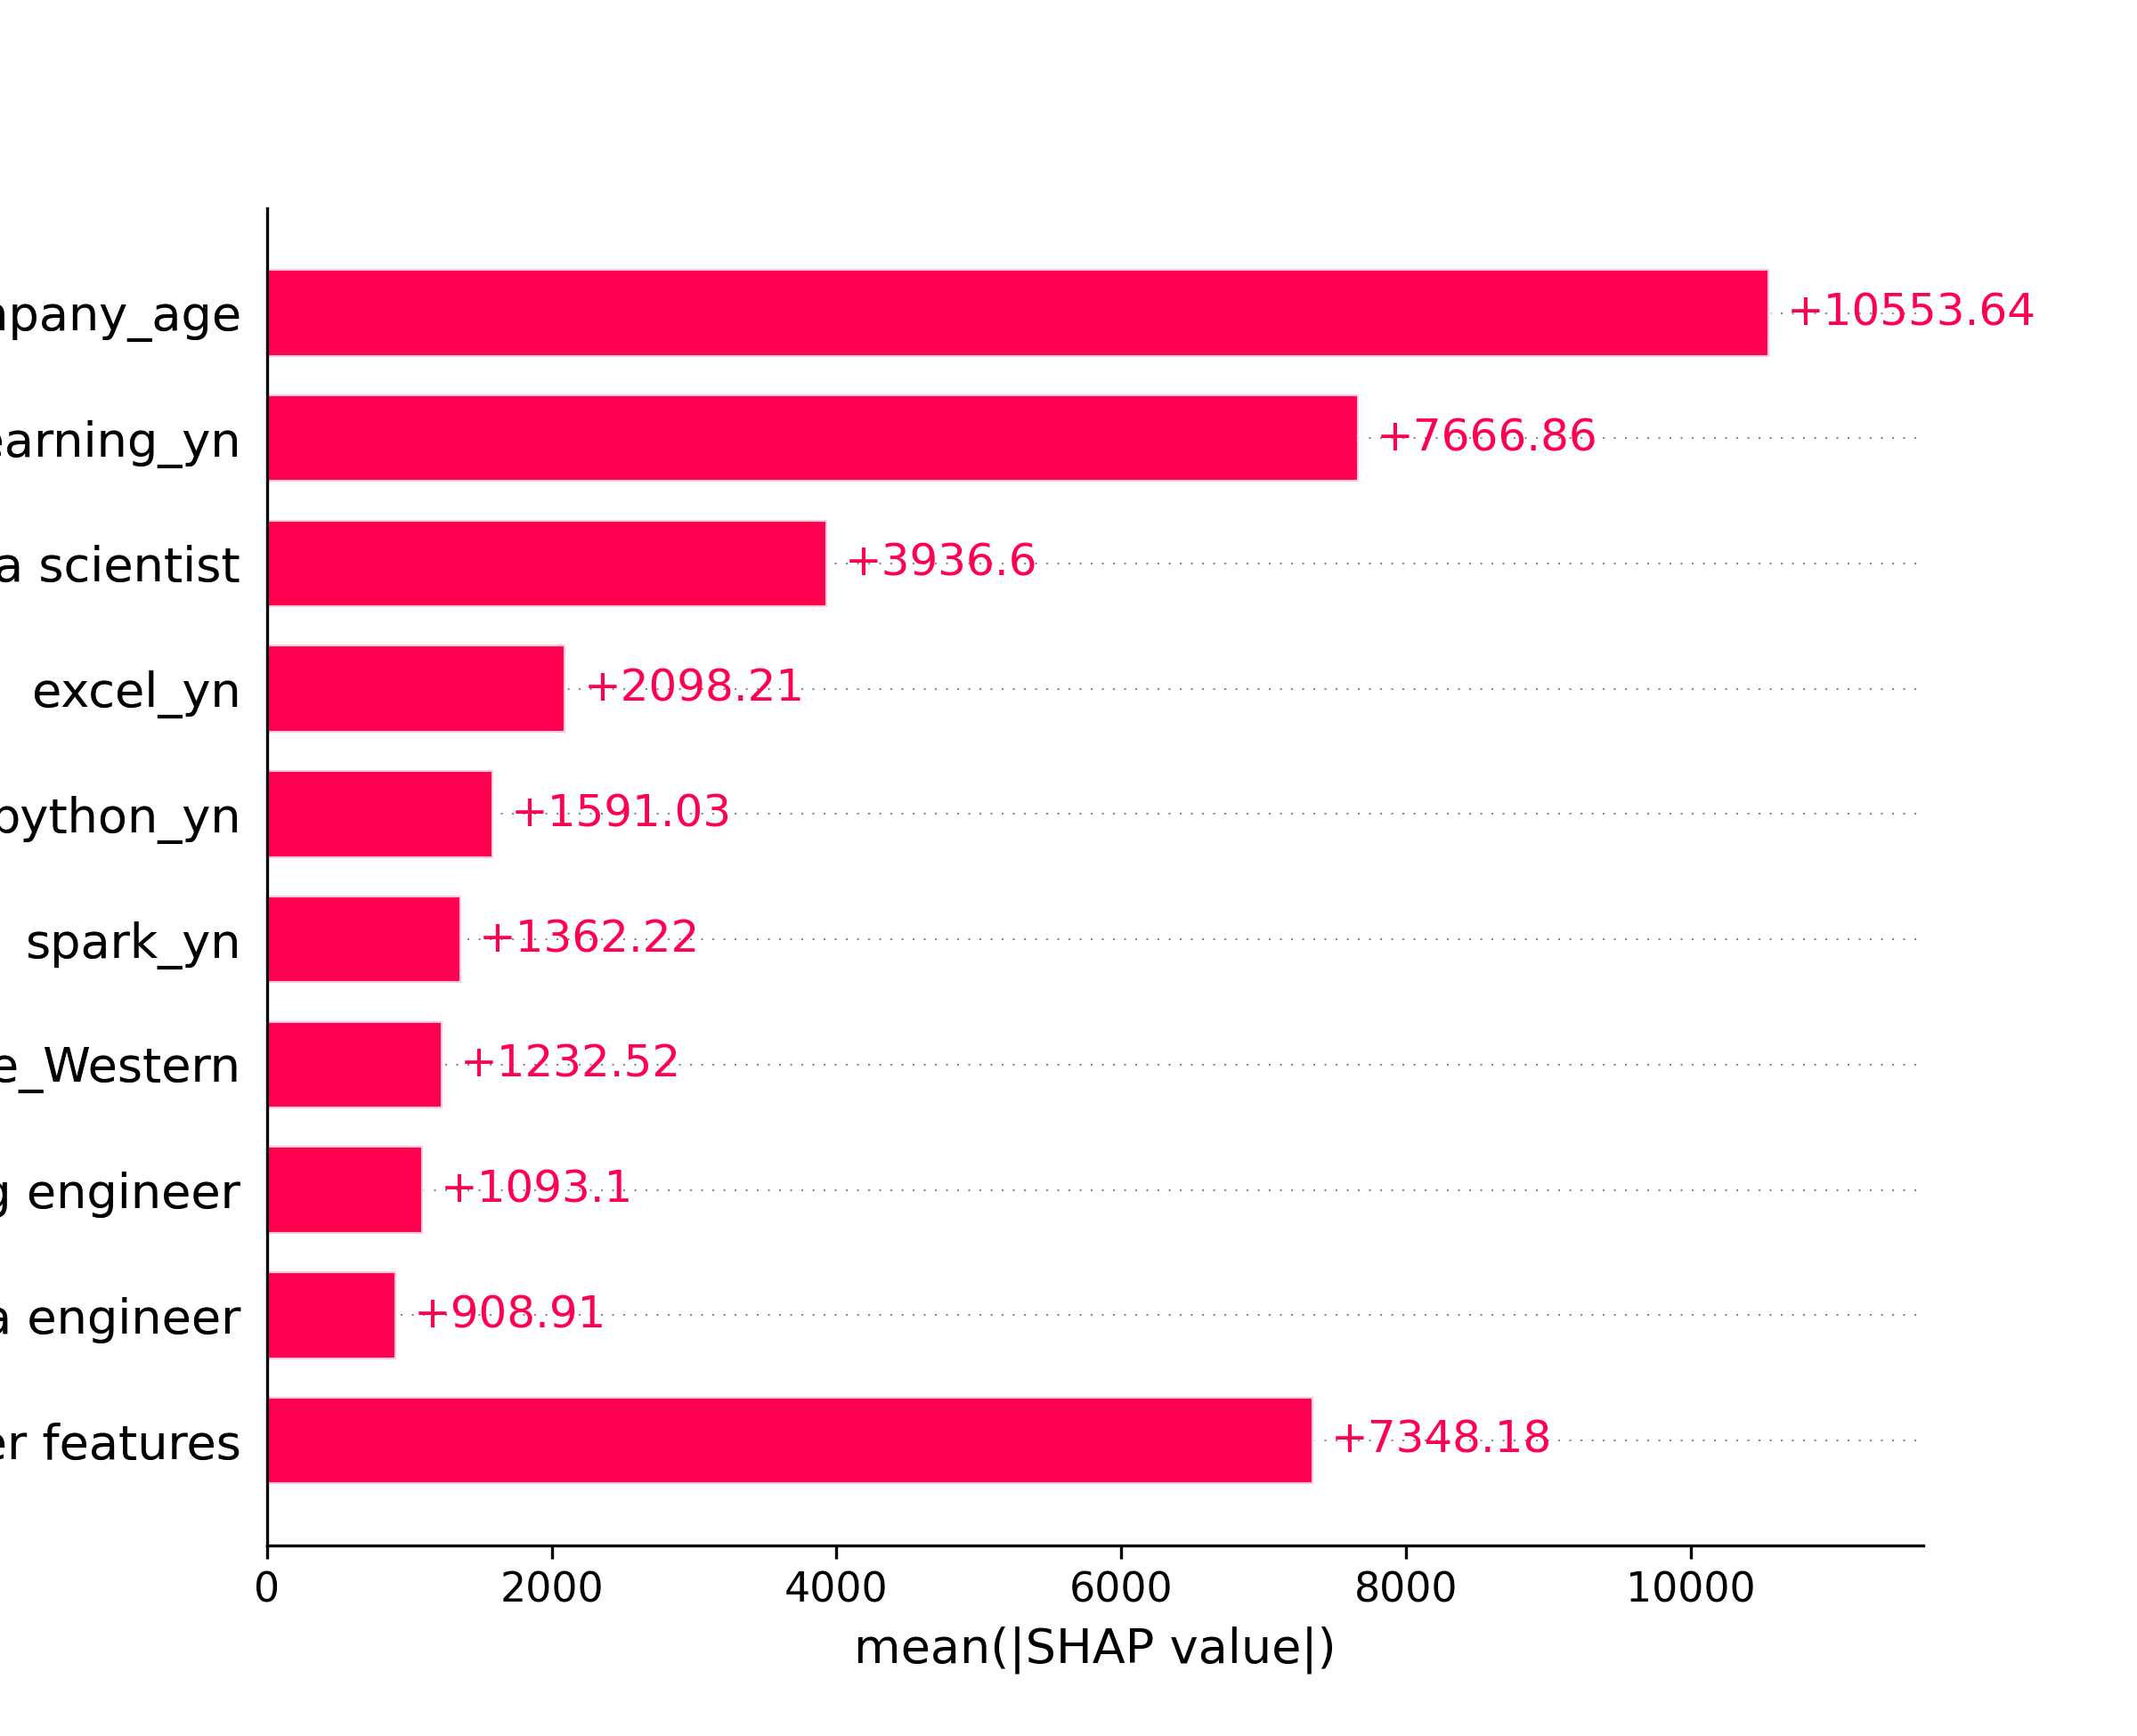 mpany_age +10553.64
earning_yn +7666.86
a scientist +3936.6
excel_yn +2098.21
python_yn +1591.03
spark_yn +1362.22
e_Western +1232.52
g engineer +1093.1
a engineer +908.91
er features +7348.18
0 2000 4000 6000 8000 10000
mean(|SHAP value|)